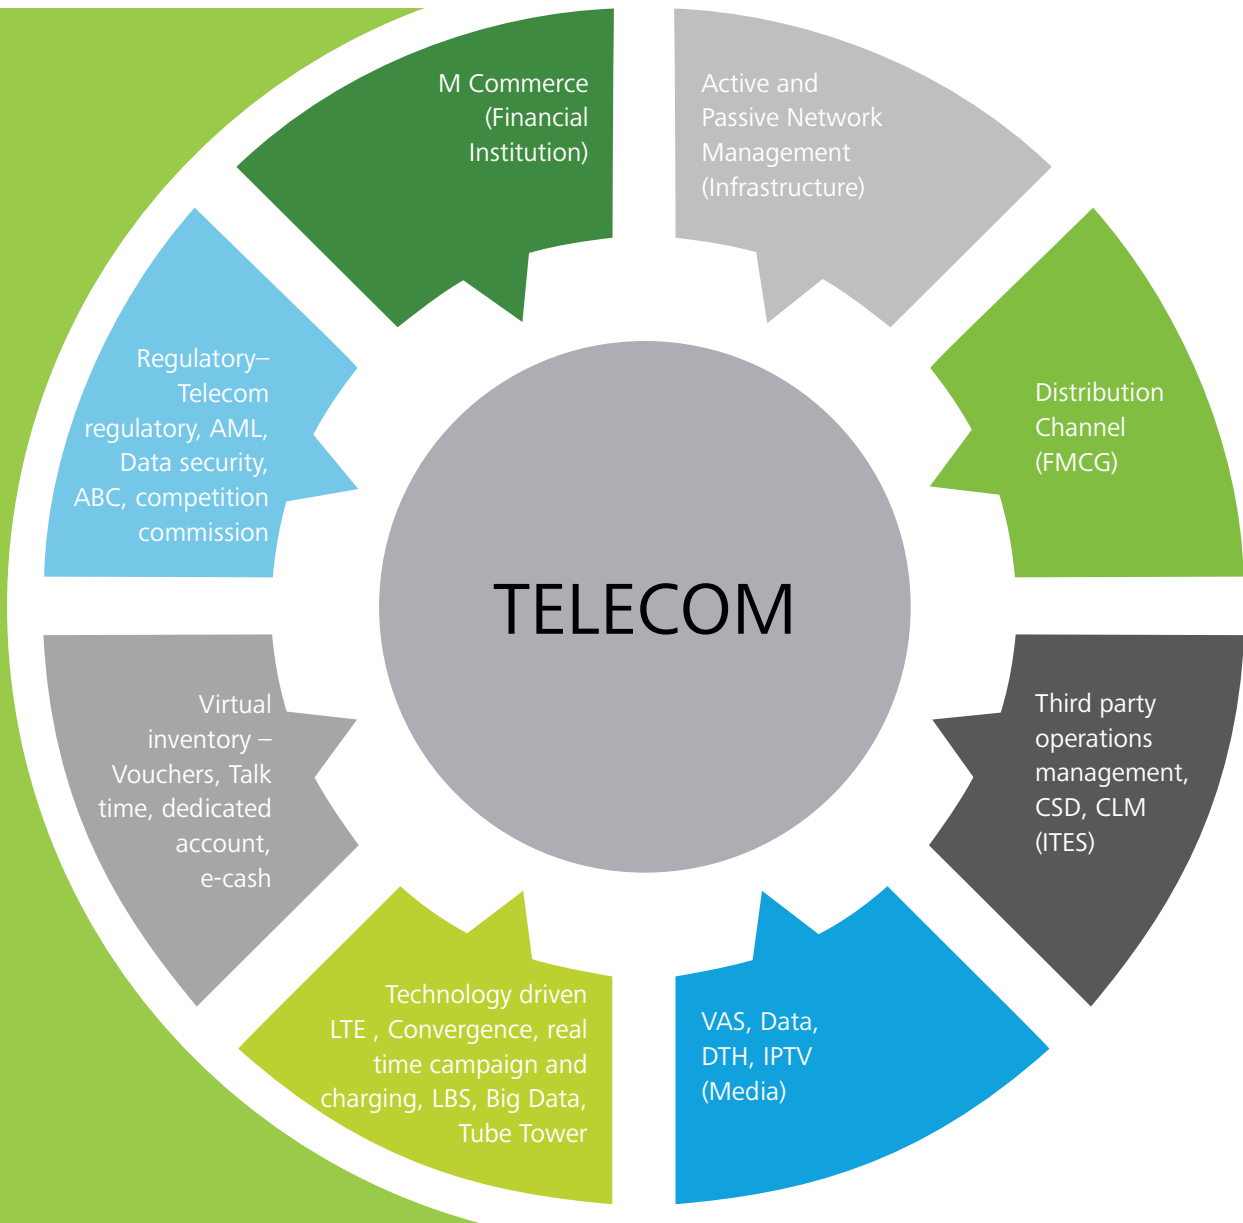 M Commerce
(Financial
Institution)
Active and
Passive Network
Management
(Infrastructure)
Distribution
Channel
(FMCG)
Third party
operations
management,
CSD, CLM
(ITES)
VAS, Data,
DTH, IPTV
(Media)
Technology driven
LTE , Convergence, real
time campaign and
charging, LBS, Big Data,
Tube Tower
Virtual
inventory –
Vouchers, Talk
time, dedicated
account,
e-cash
Regulatory–
Telecom
regulatory, AML,
Data security,
ABC, competition
commission
TELECOM